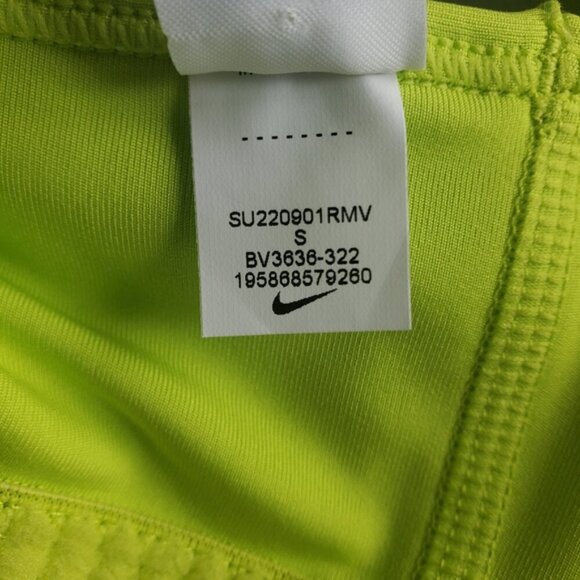 --------
SU220901RMV
S
BV3636-322
195868579260